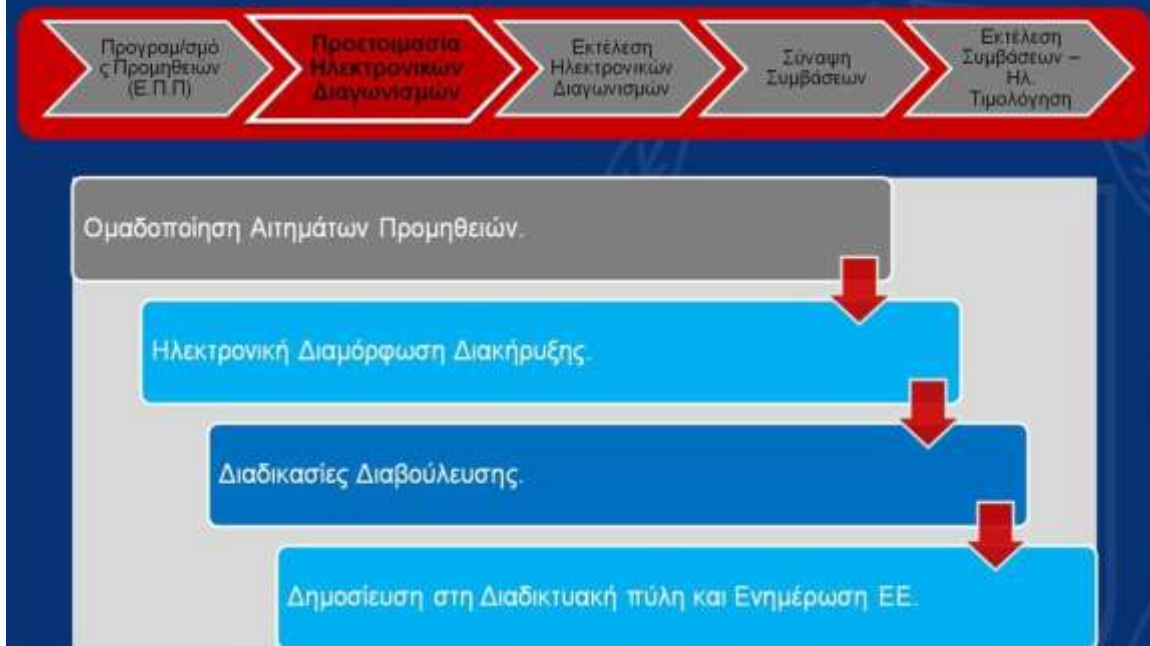 Προγραμ/σμό
ς Προμηθειών
(Ε.Π.Π)
Προετοιμασία
Ηλεκτρονικών
Διαγωνισμών
Εκτέλεση
Ηλεκτρονικών
Διαγωνισμών
Σύναψη
Συμβάσεων
Εκτέλεση
Συμβάσεων –
Ηλ.
Τιμολόγηση
Ομαδοποίηση Αιτημάτων Προμηθειών.
Ηλεκτρονική Διαμόρφωση Διακήρυξης.
Διαδικασίες Διαβούλευσης.
Δημοσίευση στη Διαδικτυακή πύλη και Ενημέρωση ΕΕ.